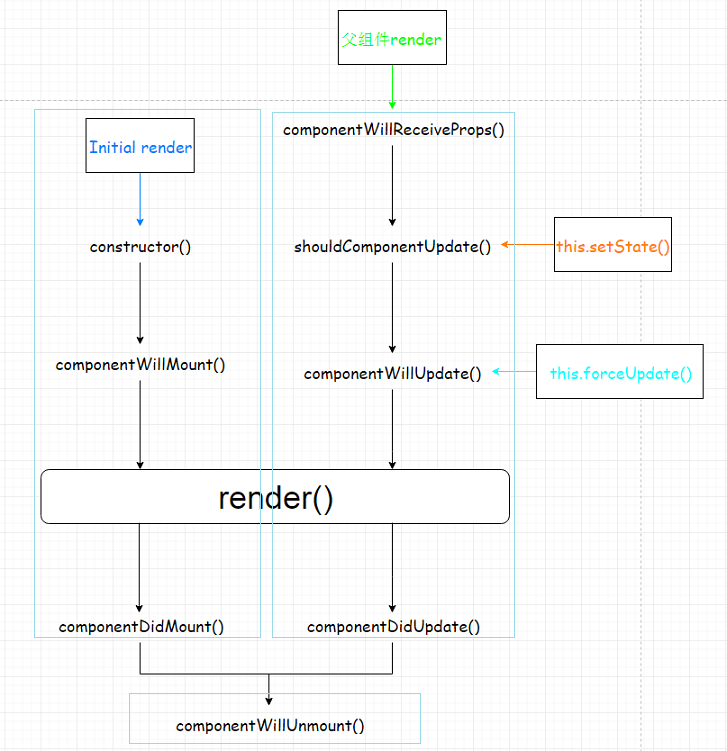 父组件render
componentWillReceiveProps()
Initial render
constructor()
shouldComponentUpdate()
this.setState()
componentWillMount()
componentWillUpdate()
this.forceUpdate()
render()
componentDidMount()
componentDidUpdate()
componentWillUnmount()